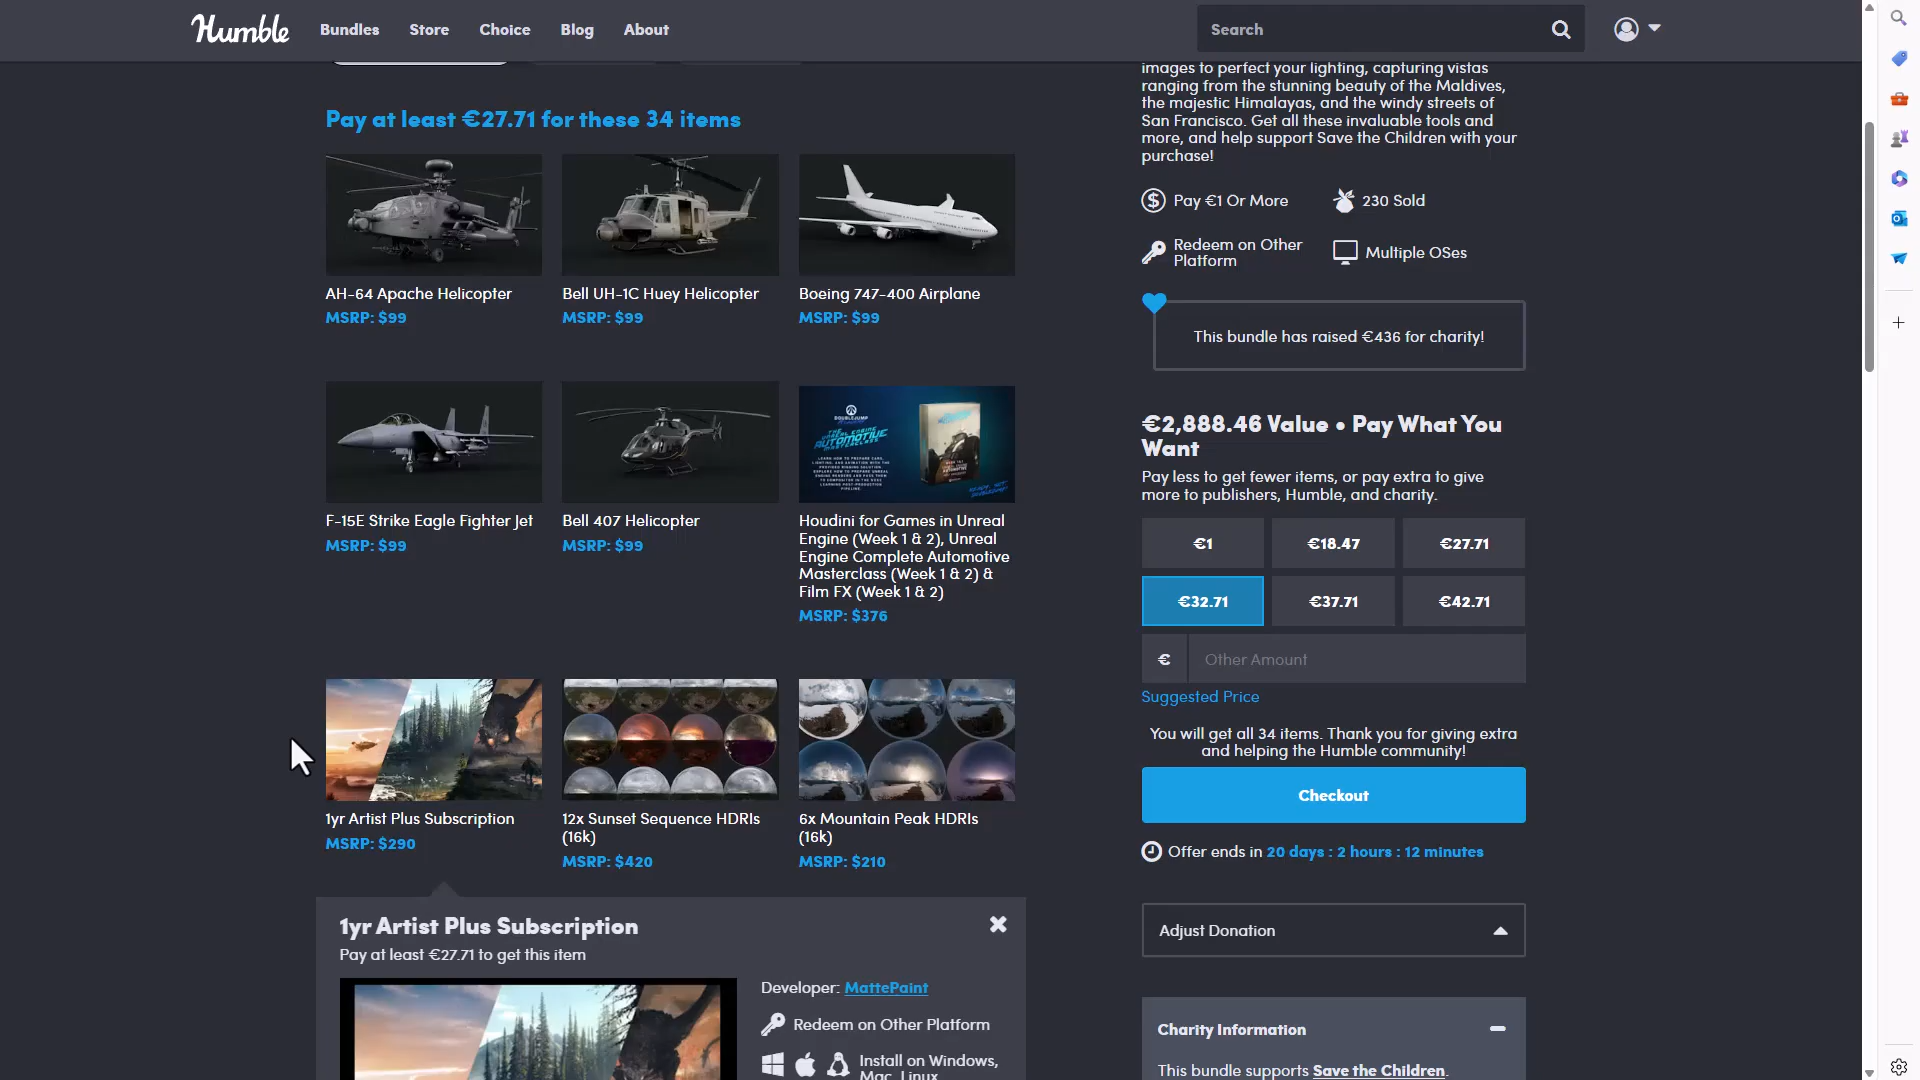 Humble
Bundles
Store
Choice
Blog
About
Search
Pay at least €27.71 for these 34 items
AH-64 Apache Helicopter
MSRP: $99
Bell UH-1C Huey Helicopter
MSRP: $99
Boeing 747-400 Airplane
MSRP: $99
F-15E Strike Eagle Fighter Jet
MSRP: $99
Bell 407 Helicopter
MSRP: $99
DOUBLEJUMP
THE
UNREAL ENGINE
AUTOMOTIVE
MASTERCLASS
Houdini for Games in Unreal
Engine (Week 1 & 2), Unreal
Engine Complete Automotive
Masterclass (Week 1 & 2) &
Film FX (Week 1 & 2)
MSRP: $376
1yr Artist Plus Subscription
MSRP: $290
12x Sunset Sequence HDRIs
(16k)
MSRP: $420
6x Mountain Peak HDRIs
(16k)
MSRP: $210
1yr Artist Plus Subscription
Pay at least €27.71 to get this item
Developer: MattePaint
Redeem on Other Platform
Install on Windows,
Mac, Linux
images to perfect your lighting, capturing vistas
ranging from the stunning beauty of the Maldives,
the majestic Himalayas, and the windy streets of
San Francisco. Get all these invaluable tools and
more, and help support Save the Children with your
purchase!
Pay €1 Or More
230 Sold
Redeem on Other
Platform
Multiple OSes
This bundle has raised €436 for charity!
€2,888.46 Value • Pay What You
Want
Pay less to get fewer items, or pay extra to give
more to publishers, Humble, and charity.
€1
€18.47
€27.71
€32.71
€37.71
€42.71
€
Other Amount
Suggested Price
You will get all 34 items. Thank you for giving extra
and helping the Humble community!
Checkout
Offer ends in 20 days : 2 hours : 12 minutes
Adjust Donation
Charity Information
This bundle supports Save the Children.